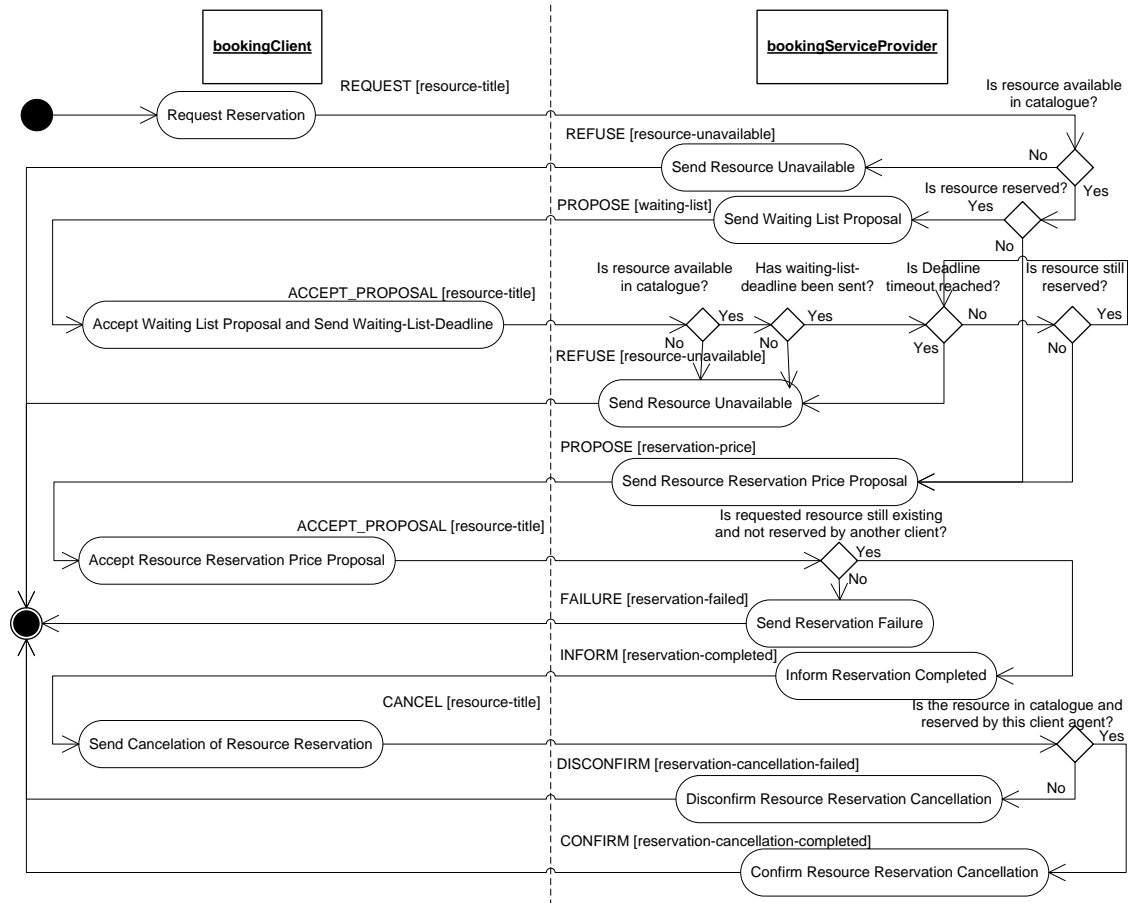 bookingClient
bookingServiceProvider
REQUEST [resource-title]
Is resource available
in catalogue?
Request Reservation
REFUSE [resource-unavailable]
No
Send Resource Unavailable
Yes
Is resource reserved?
PROPOSE [waiting-list]
Yes
Send Waiting List Proposal
No
Is resource available
in catalogue?
Has waiting-list-
deadline been sent?
Is Deadline
timeout reached?
Is resource still
reserved?
ACCEPT_PROPOSAL [resource-title]
Accept Waiting List Proposal and Send Waiting-List-Deadline
Yes
Yes
No
Yes
No
No
Yes
No
REFUSE [resource-unavailable]
Send Resource Unavailable
PROPOSE [reservation-price]
Send Resource Reservation Price Proposal
Is requested resource still existing
and not reserved by another client?
ACCEPT_PROPOSAL [resource-title]
Yes
Accept Resource Reservation Price Proposal
No
FAILURE [reservation-failed]
Send Reservation Failure
INFORM [reservation-completed]
Inform Reservation Completed
CANCEL [resource-title]
Is the resource in catalogue and
reserved by this client agent?
Yes
Send Cancelation of Resource Reservation
DISCONFIRM [reservation-cancellation-failed]
No
Disconfirm Resource Reservation Cancellation
CONFIRM [reservation-cancellation-completed]
Confirm Resource Reservation Cancellation